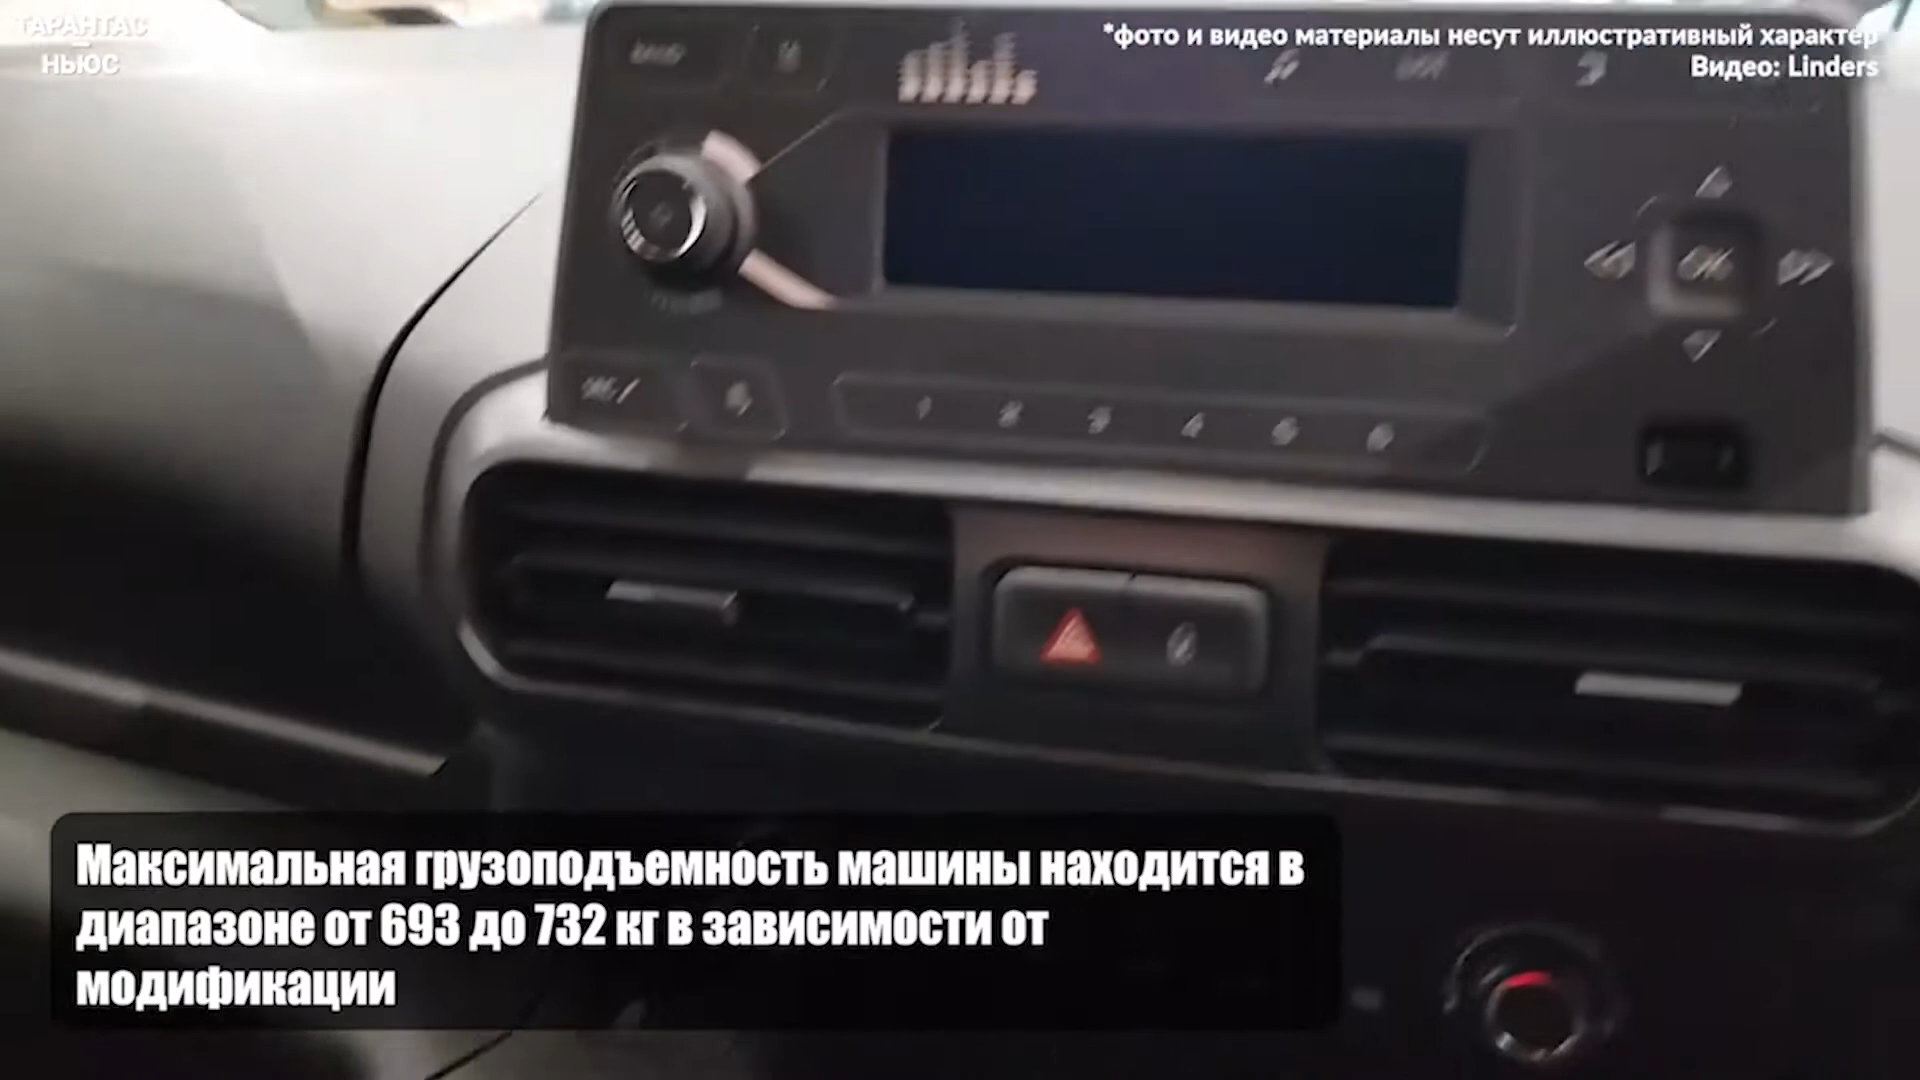 ТАРАНТАС
НЬЮС
*фото и видео материалы несут иллюстративный характер
Видео: Linders
OK
1 2 3 4 5 6
Максимальная грузоподъемность машины находится в
диапазоне от 693 до 732 кг в зависимости от
модификации